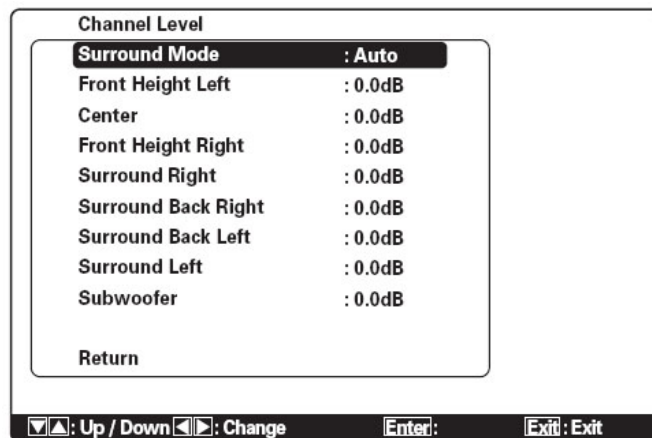 Channel Level
Surround Mode : Auto
Front Height Left : 0.0dB
Center : 0.0dB
Front Height Right : 0.0dB
Surround Right : 0.0dB
Surround Back Right : 0.0dB
Surround Back Left : 0.0dB
Surround Left : 0.0dB
Subwoofer : 0.0dB
Return
▼▲: Up / Down ◀▶: Change Enter: Exit: Exit